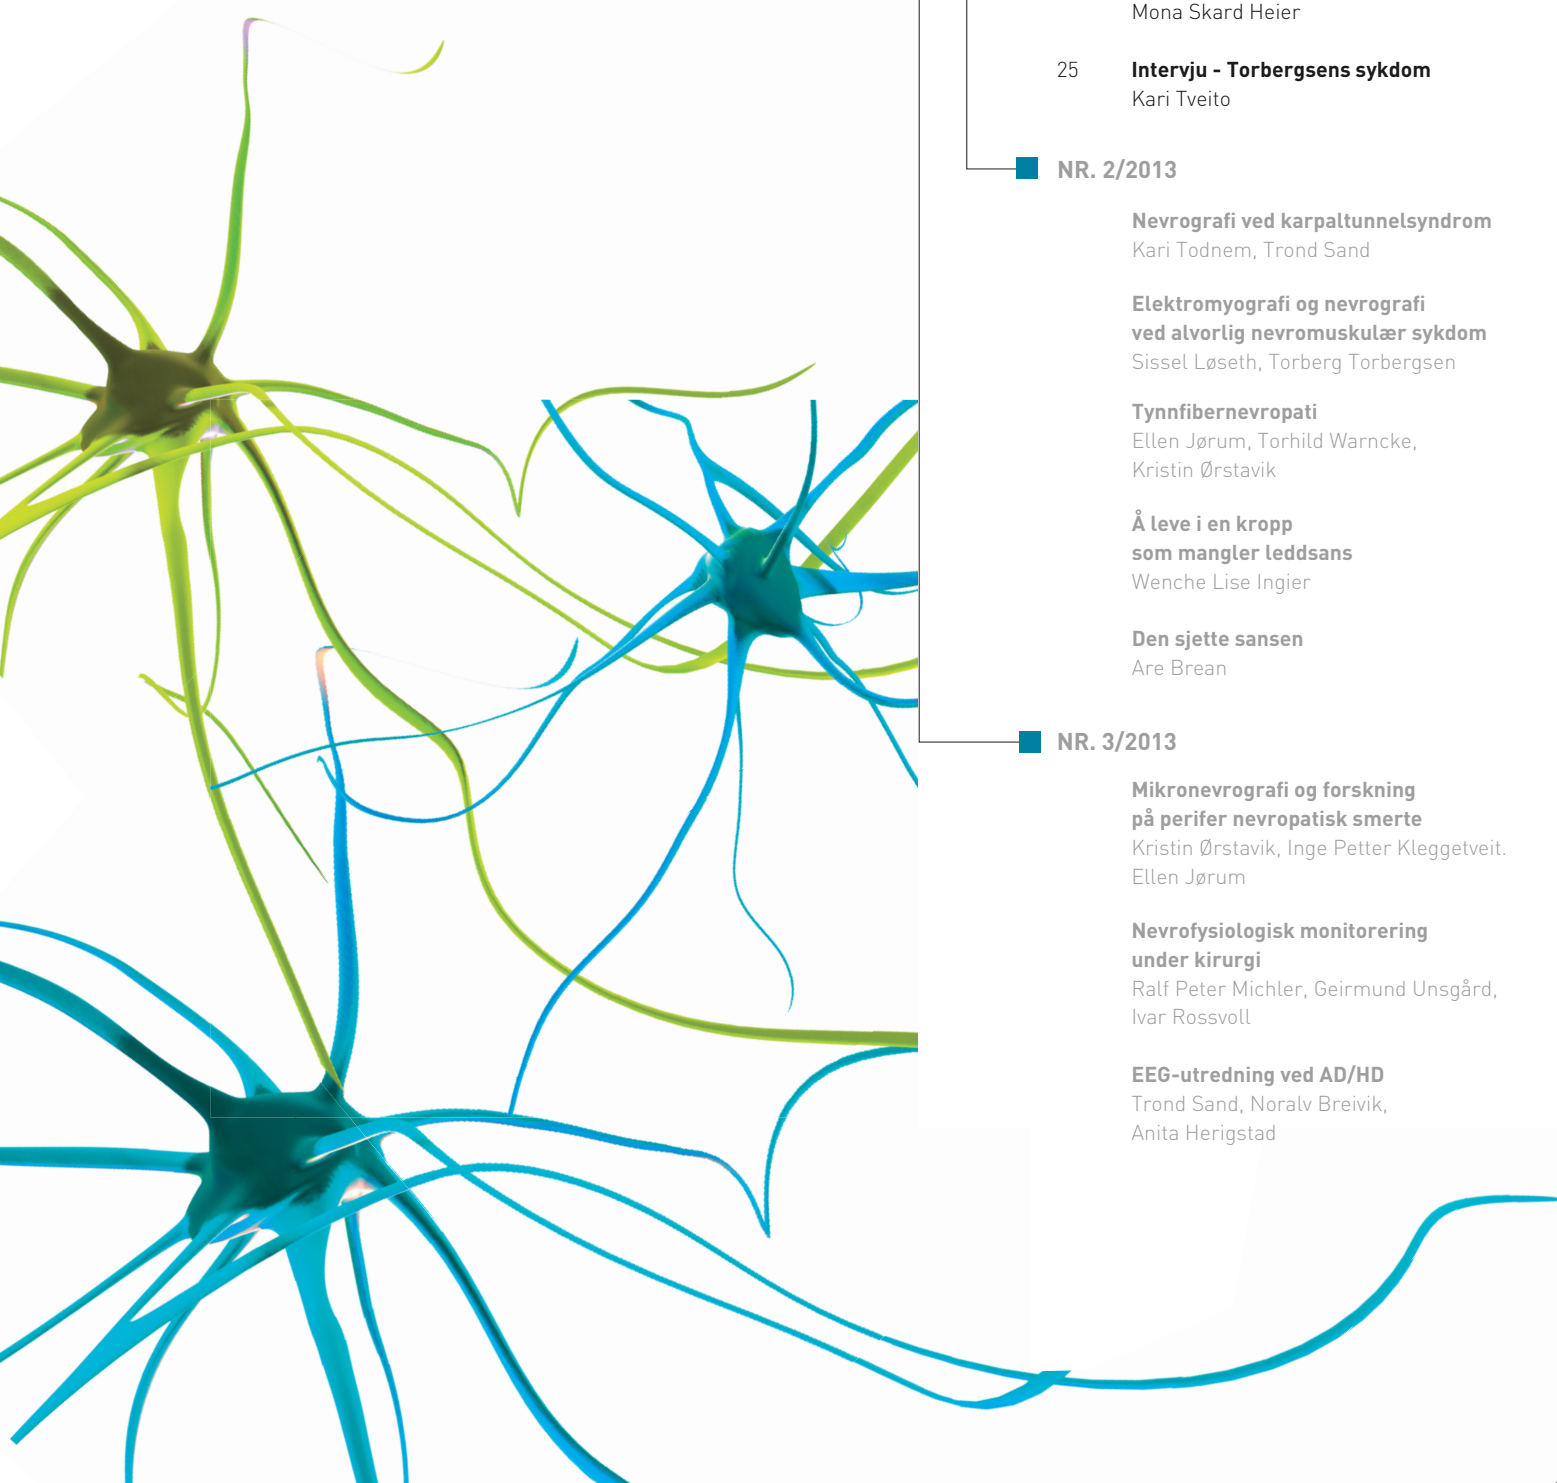 Mona Skard Heier
25 Intervju - Torbergsens sykdom
Kari Tveito
NR. 2/2013
Nevrografi ved karpaltunnelsyndrom
Kari Todnem, Trond Sand
Elektromyografi og nevrografi
ved alvorlig nevromuskulær sykdom
Sissel Løseth, Torberg Torbergsen
Tynnfibernevropati
Ellen Jørum, Torhild Warncke,
Kristin Ørstavik
Å leve i en kropp
som mangler leddsans
Wenche Lise Ingier
Den sjette sansen
Are Brean
NR. 3/2013
Mikronevrografi og forskning
på perifer nevropatisk smerte
Kristin Ørstavik, Inge Petter Kleggetveit.
Ellen Jørum
Nevrofysiologisk monitorering
under kirurgi
Ralf Peter Michler, Geirmund Unsgård,
Ivar Rossvoll
EEG-utredning ved AD/HD
Trond Sand, Noralv Breivik,
Anita Herigstad